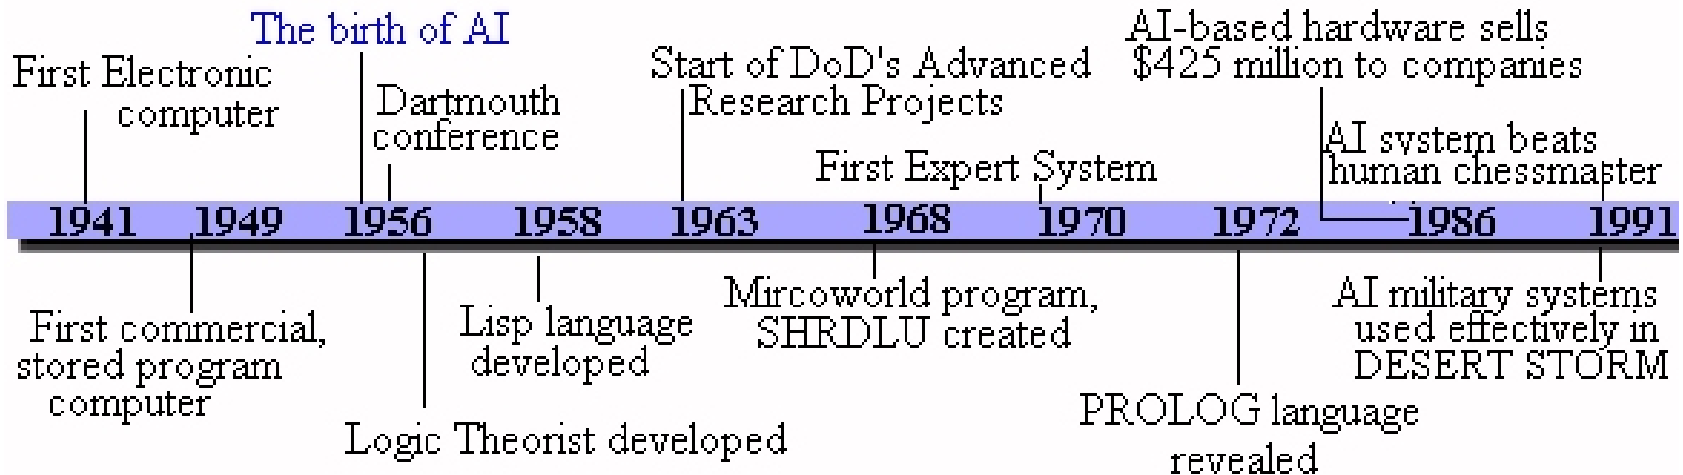 The birth of AI
First Electronic
computer
Dartmouth
conference
Start of DoD's Advanced
Research Projects
First Expert System
AI-based hardware sells
$425 million to companies
AI system beats
human chessmaster
1941 1949 1956 1958 1963 1968 1970 1972 1986 1991
First commercial,
stored program
computer
Logic Theorist developed
Lisp language
developed
Mircoworld program,
SHRDLU created
PROLOG language
revealed
AI military systems
used effectively in
DESERT STORM